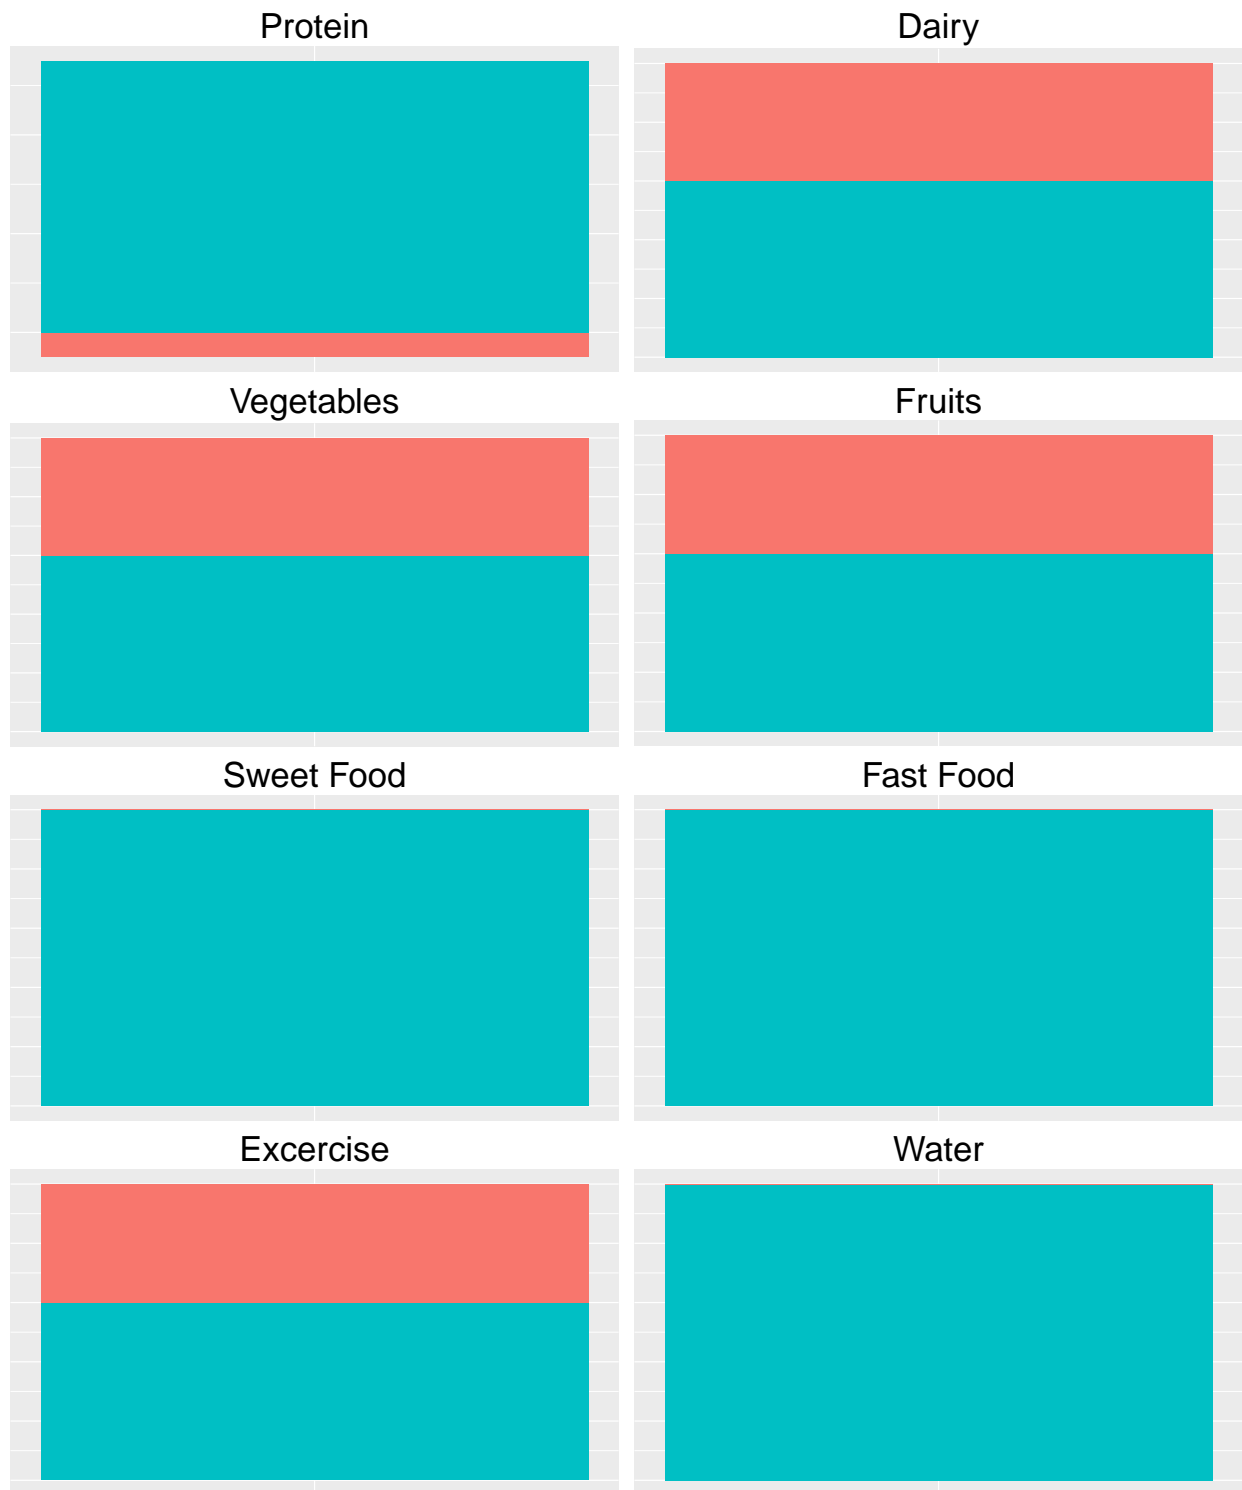 Protein
Dairy
Vegetables
Fruits
Sweet Food
Fast Food
Excercise
Water